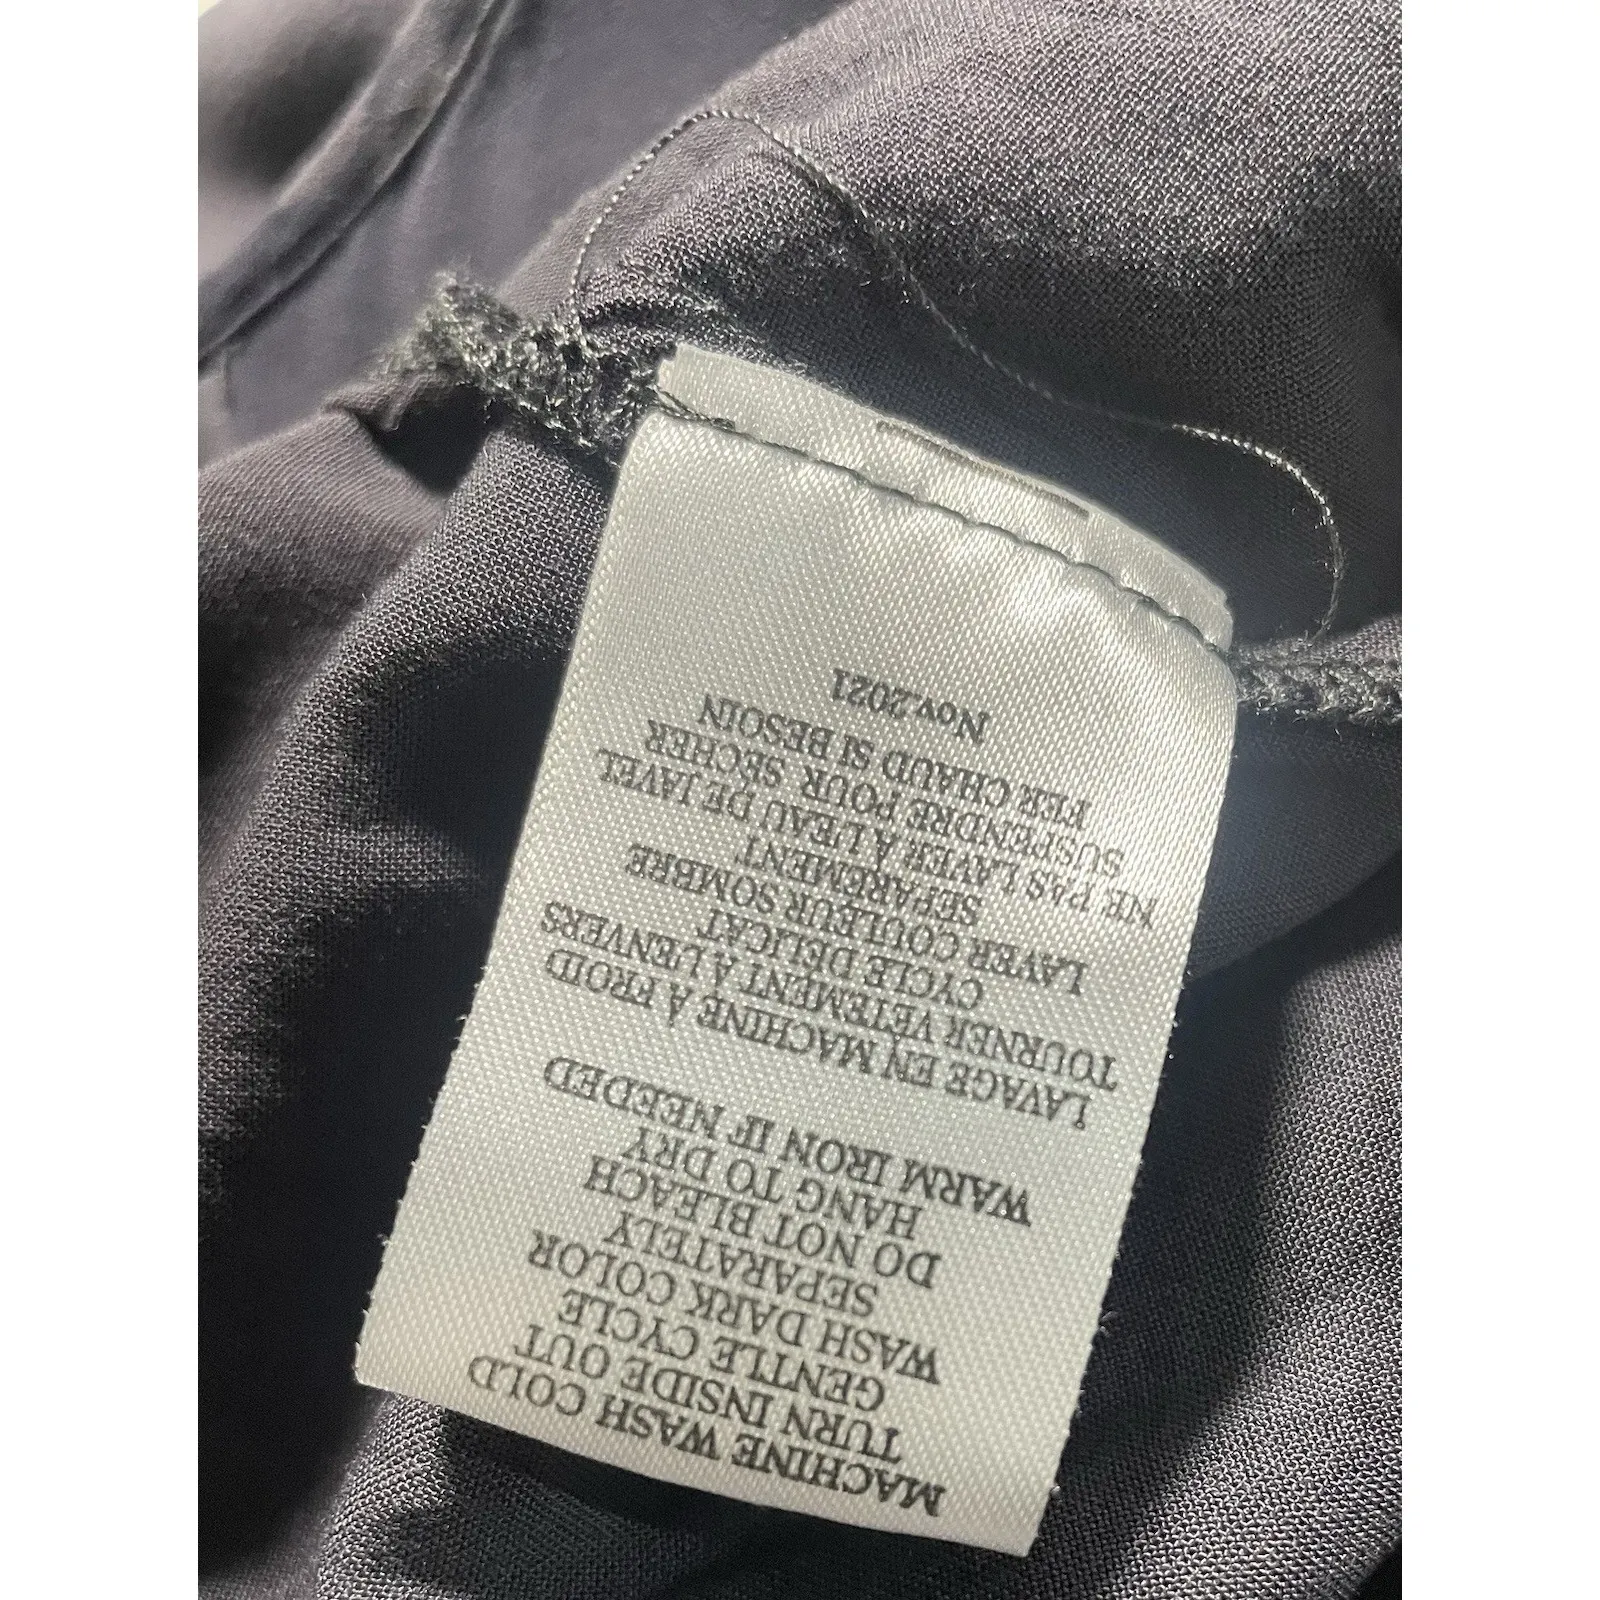 MACHINE WASH COLD
TURN INSIDE OUT
GENTLE CYCLE
WASH DARK COLOR
SEPARATELY
DO NOT BLEACH
HANG TO DRY
WARM IRON IF NEEDED
LAVAGE EN MACHINE À FROID
TOURNER VETEMENT À L'ENVERS
CYCLE DELICAT
LAVER COULEUR SOMBRE
SEPAREMENT
NE PAS LAVER À L'EAU DE JAVEL
SUSPENDRE POUR SECHER
FER CHAUD SI BESOIN
Nov.2021